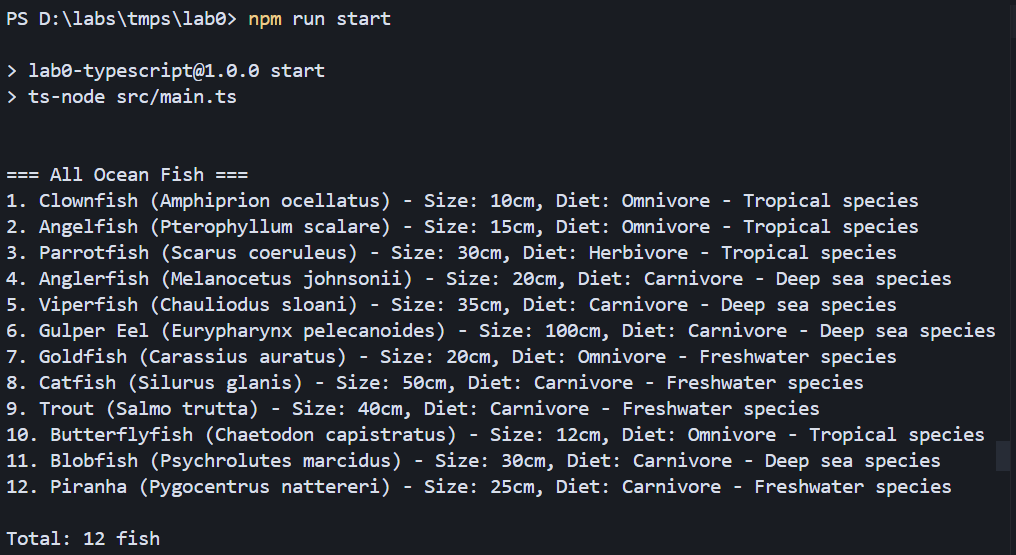 PS D:\labs\tmps\lab0> npm run start
> lab0-typescript@1.0.0 start
> ts-node src/main.ts
=== All Ocean Fish ===
1. Clownfish (Amphiprion ocellatus) - Size: 10cm, Diet: Omnivore - Tropical species
2. Angelfish (Pterophyllum scalare) - Size: 15cm, Diet: Omnivore - Tropical species
3. Parrotfish (Scarus coeruleus) - Size: 30cm, Diet: Herbivore - Tropical species
4. Anglerfish (Melanocetus johnsonii) - Size: 20cm, Diet: Carnivore - Deep sea species
5. Viperfish (Chauliodus sloani) - Size: 35cm, Diet: Carnivore - Deep sea species
6. Gulper Eel (Eurypharynx pelecanoides) - Size: 100cm, Diet: Carnivore - Deep sea species
7. Goldfish (Carassius auratus) - Size: 20cm, Diet: Omnivore - Freshwater species
8. Catfish (Silurus glanis) - Size: 50cm, Diet: Carnivore - Freshwater species
9. Trout (Salmo trutta) - Size: 40cm, Diet: Carnivore - Freshwater species
10. Butterflyfish (Chaetodon capistratus) - Size: 12cm, Diet: Omnivore - Tropical species
11. Blobfish (Psychrolutes marcidus) - Size: 30cm, Diet: Carnivore - Deep sea species
12. Piranha (Pygocentrus nattereri) - Size: 25cm, Diet: Carnivore - Freshwater species
Total: 12 fish